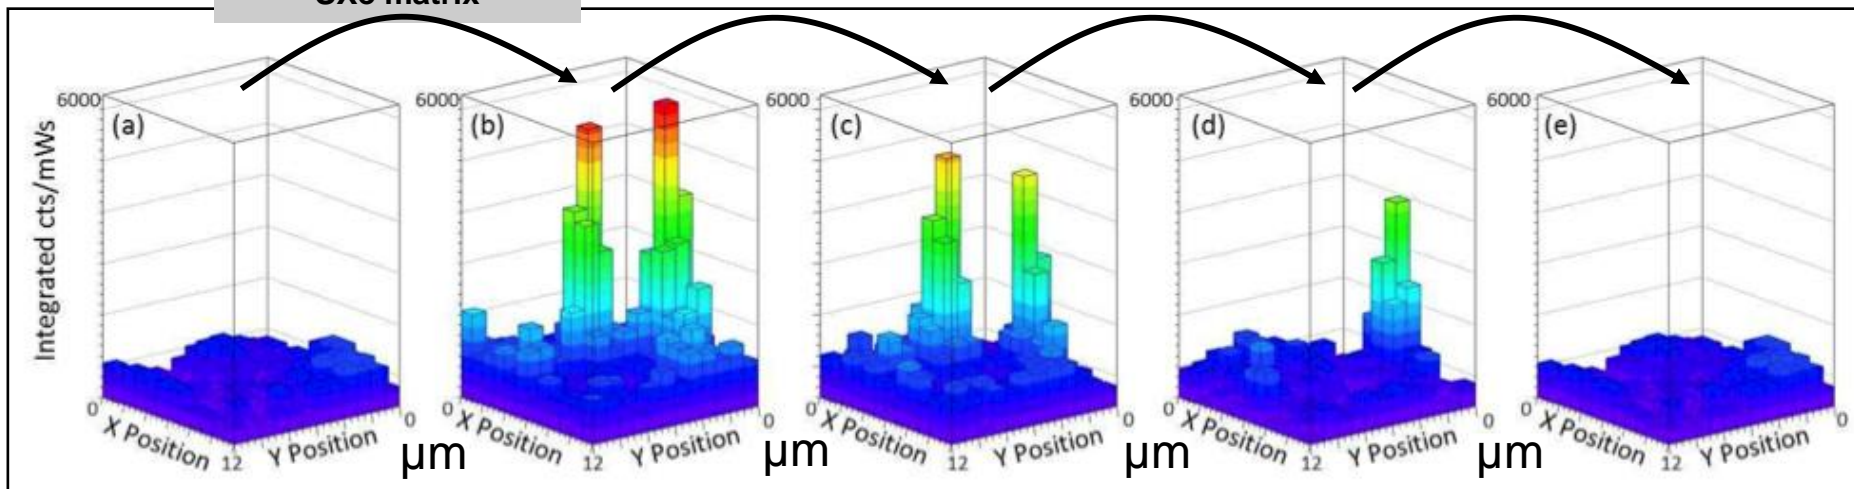 6000
(a)
Integrated cts/mWs
0
X Position
12
Y Position
0
µm
6000
(b)
0
X Position
12
Y Position
0
µm
6000
(c)
0
X Position
12
Y Position
0
µm
6000
(d)
0
X Position
12
Y Position
0
µm
6000
(e)
0
X Position
12
Y Position
0